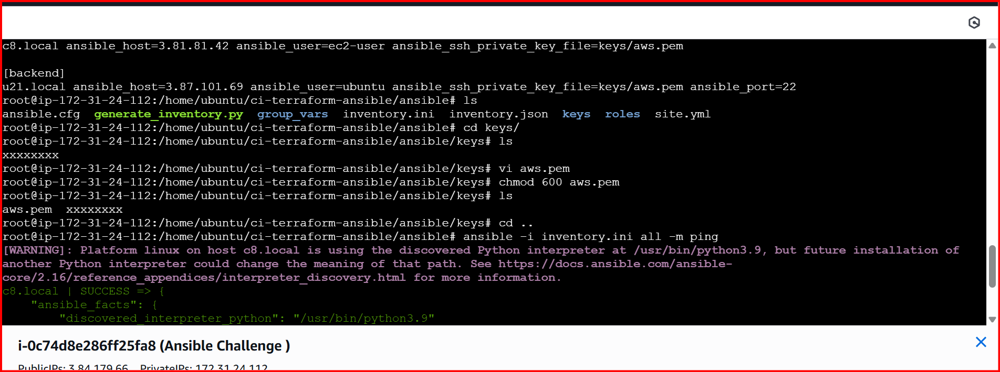 c8.local ansible_host=3.81.81.42 ansible_user=ec2-user ansible_ssh_private_key_file=keys/aws.pem
[backend]
u21.local ansible_host=3.87.101.69 ansible_user=ubuntu ansible_ssh_private_key_file=keys/aws.pem ansible_port=22
root@ip-172-31-24-112:/home/ubuntu/ci-terraform-ansible/ansible# ls
ansible.cfg  generate_inventory.py  group_vars  inventory.ini  inventory.json  keys  roles  site.yml
root@ip-172-31-24-112:/home/ubuntu/ci-terraform-ansible/ansible# cd keys/
root@ip-172-31-24-112:/home/ubuntu/ci-terraform-ansible/ansible/keys# ls
xxxxxxxx
root@ip-172-31-24-112:/home/ubuntu/ci-terraform-ansible/ansible/keys# vi aws.pem
root@ip-172-31-24-112:/home/ubuntu/ci-terraform-ansible/ansible/keys# chmod 600 aws.pem
root@ip-172-31-24-112:/home/ubuntu/ci-terraform-ansible/ansible/keys# ls
aws.pem  xxxxxxxx
root@ip-172-31-24-112:/home/ubuntu/ci-terraform-ansible/ansible/keys# cd ..
root@ip-172-31-24-112:/home/ubuntu/ci-terraform-ansible/ansible# ansible -i inventory.ini all -m ping
[WARNING]: Platform linux on host c8.local is using the discovered Python interpreter at /usr/bin/python3.9, but future installation of
another Python interpreter could change the meaning of that path. See https://docs.ansible.com/ansible-
core/2.16/reference_appendices/interpreter_discovery.html for more information.
c8.local | SUCCESS => {
    "ansible_facts": {
        "discovered_interpreter_python": "/usr/bin/python3.9"
i-0c74d8e286ff25fa8 (Ansible Challenge )
PublicIPs: 3.84.179.66    PrivateIPs: 172.31.24.112